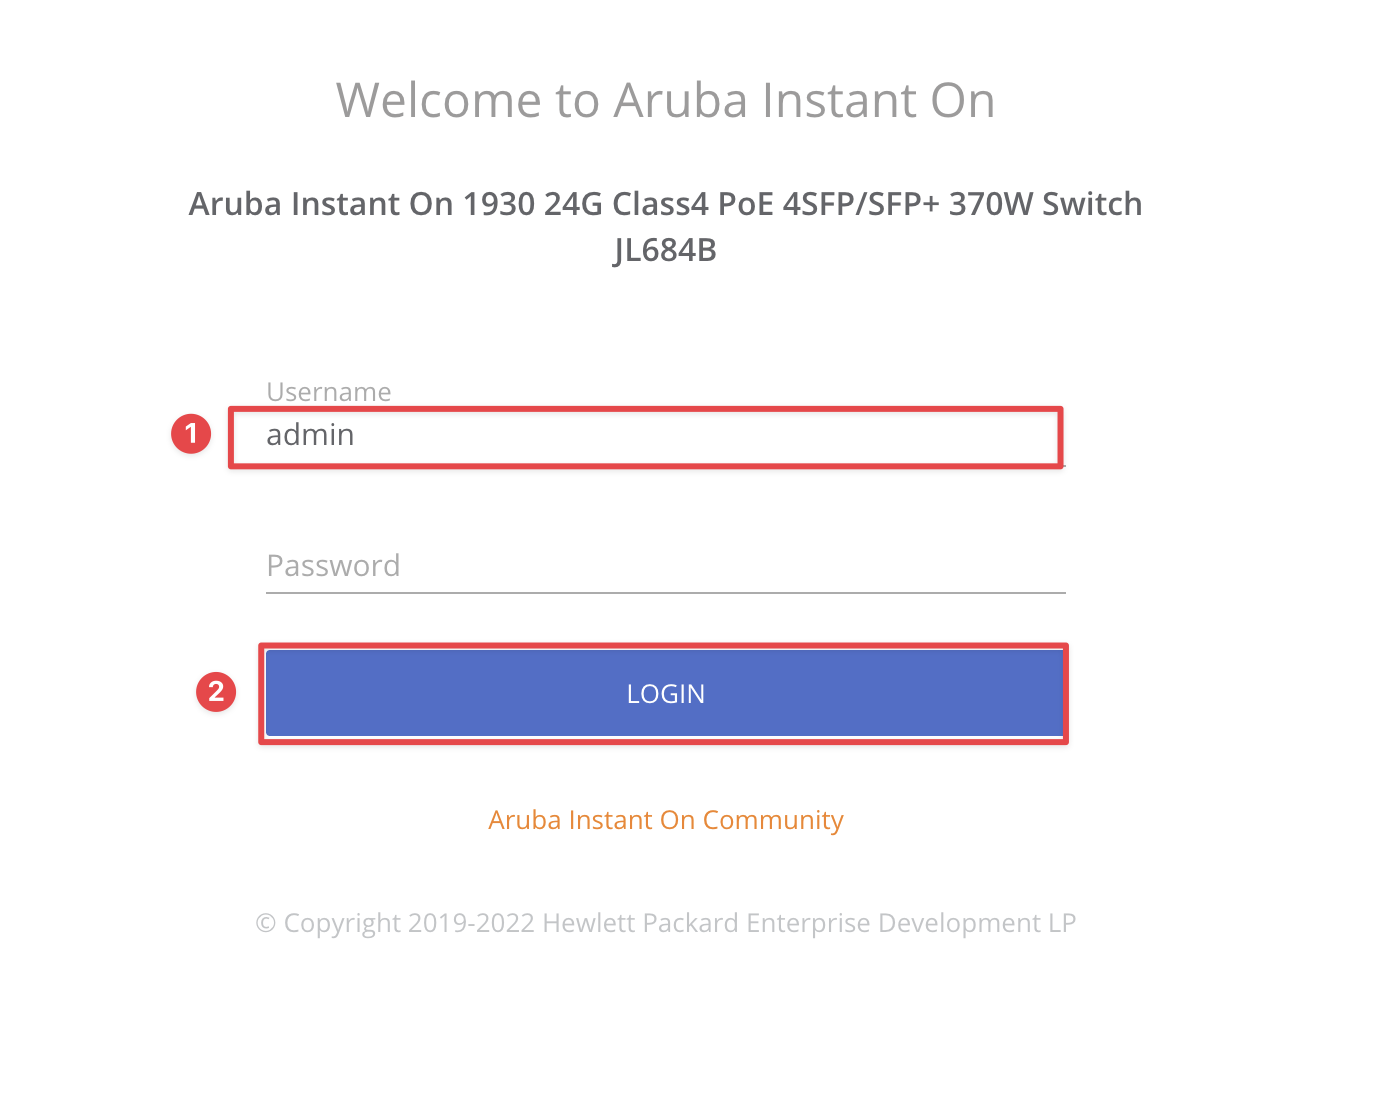 Welcome to Aruba Instant On
Aruba Instant On 1930 24G Class4 PoE 4SFP/SFP+ 370W Switch
JL684B
Username
1
admin
Password
2
LOGIN
Aruba Instant On Community
© Copyright 2019-2022 Hewlett Packard Enterprise Development LP